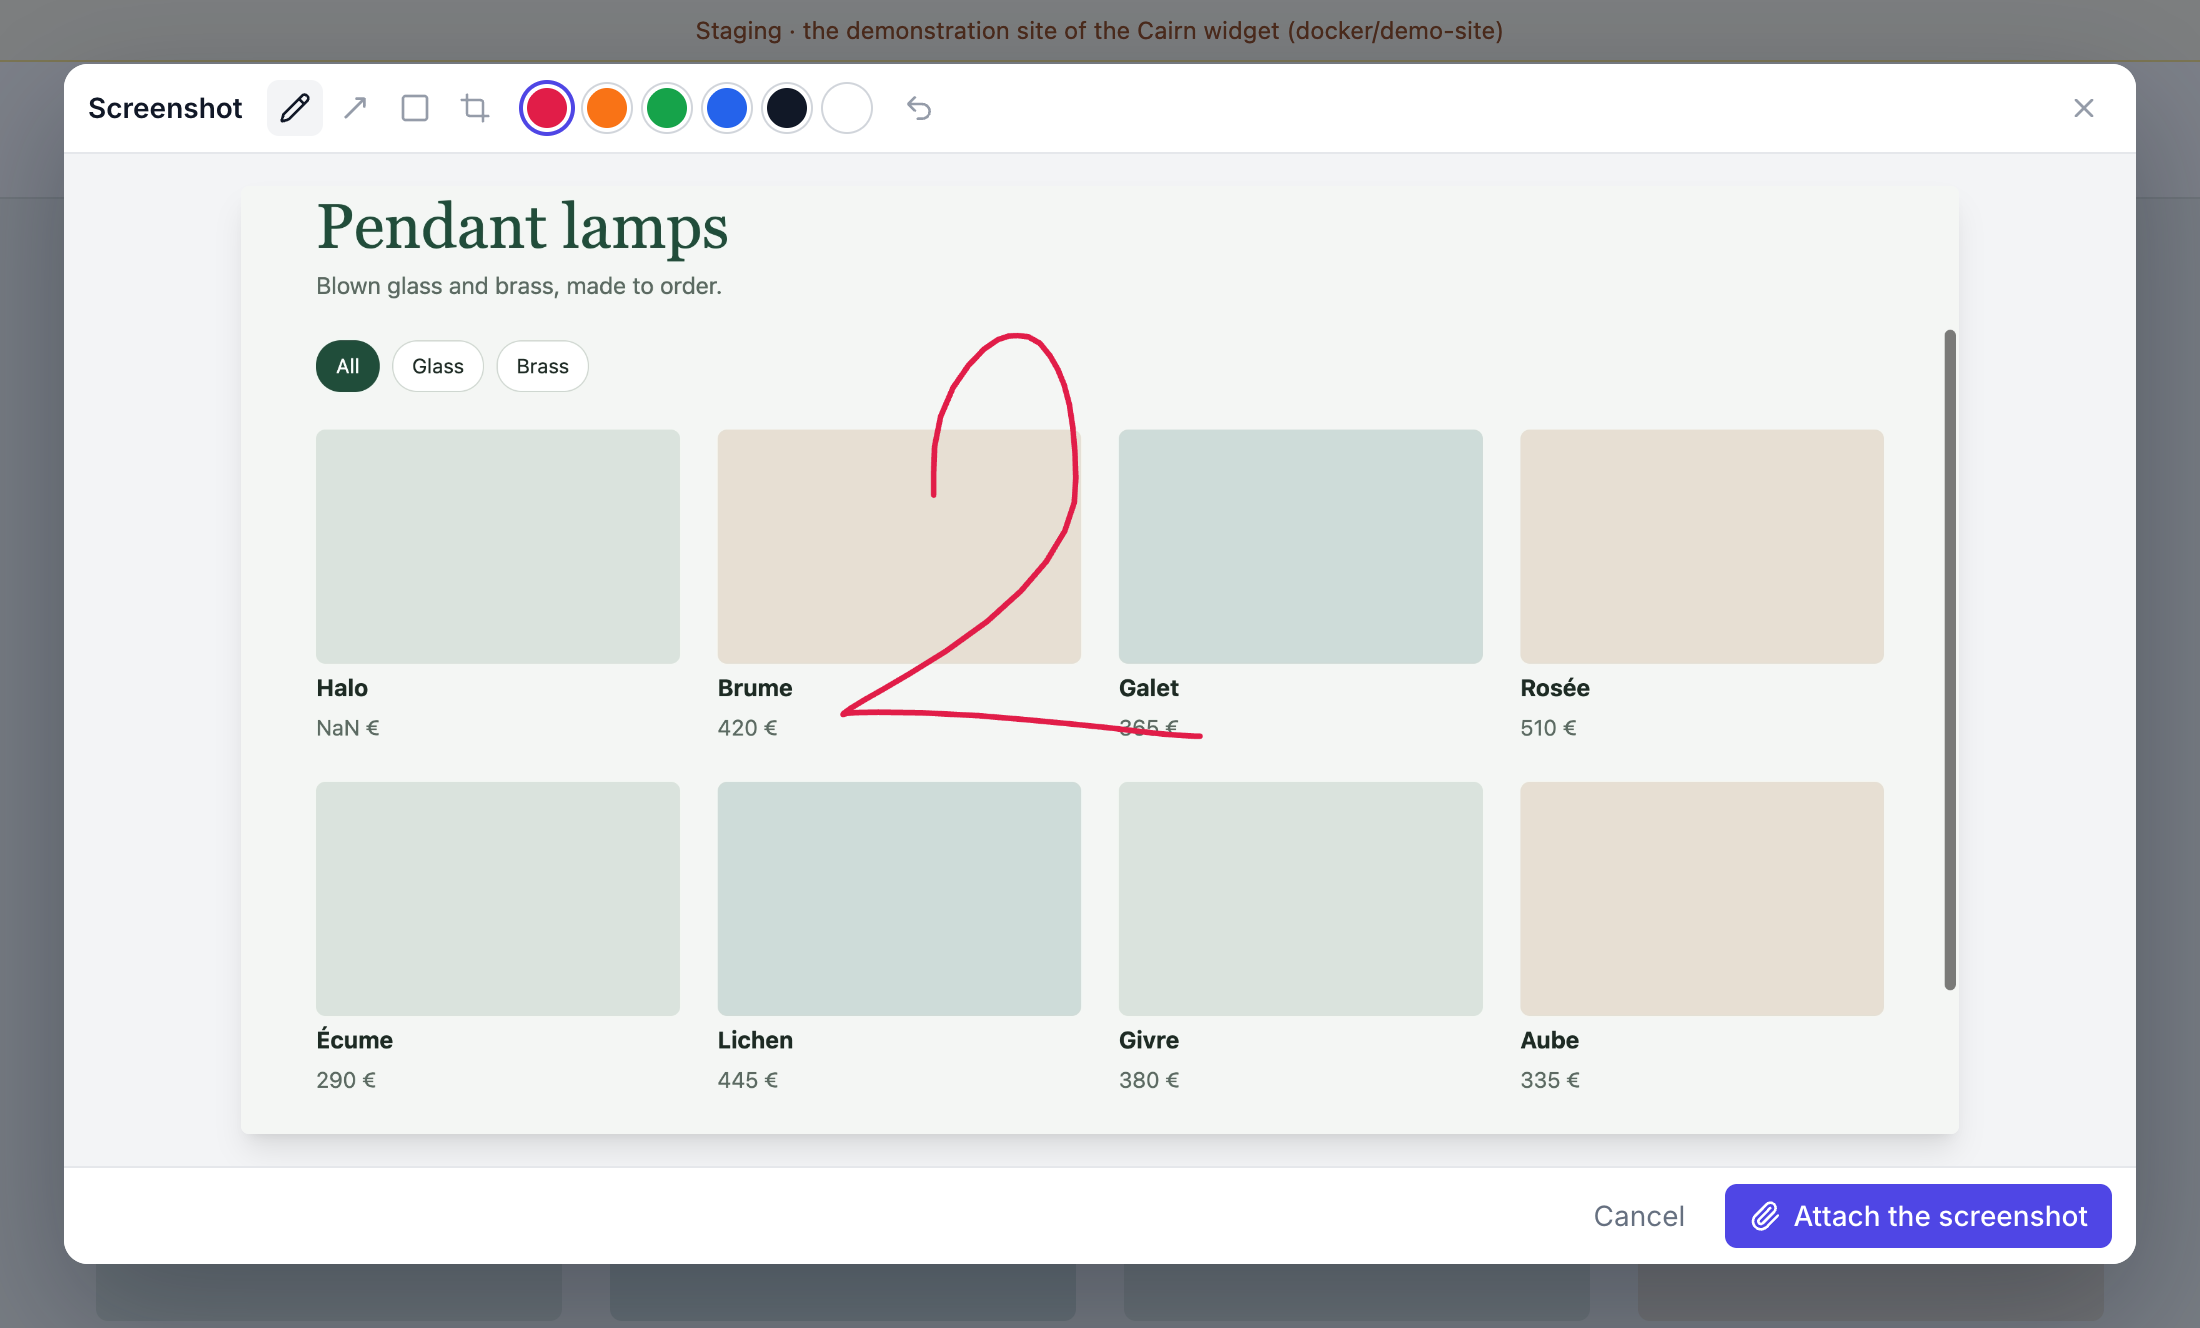 Staging · the demonstration site of the Cairn widget (docker/demo-site)
Screenshot
Pendant lamps
Blown glass and brass, made to order.
All Glass Brass
2
Halo Brume Galet Rosée
NaN € 420 € 365 € 510 €
Écume Lichen Givre Aube
290 € 445 € 380 € 335 €
Cancel Attach the screenshot